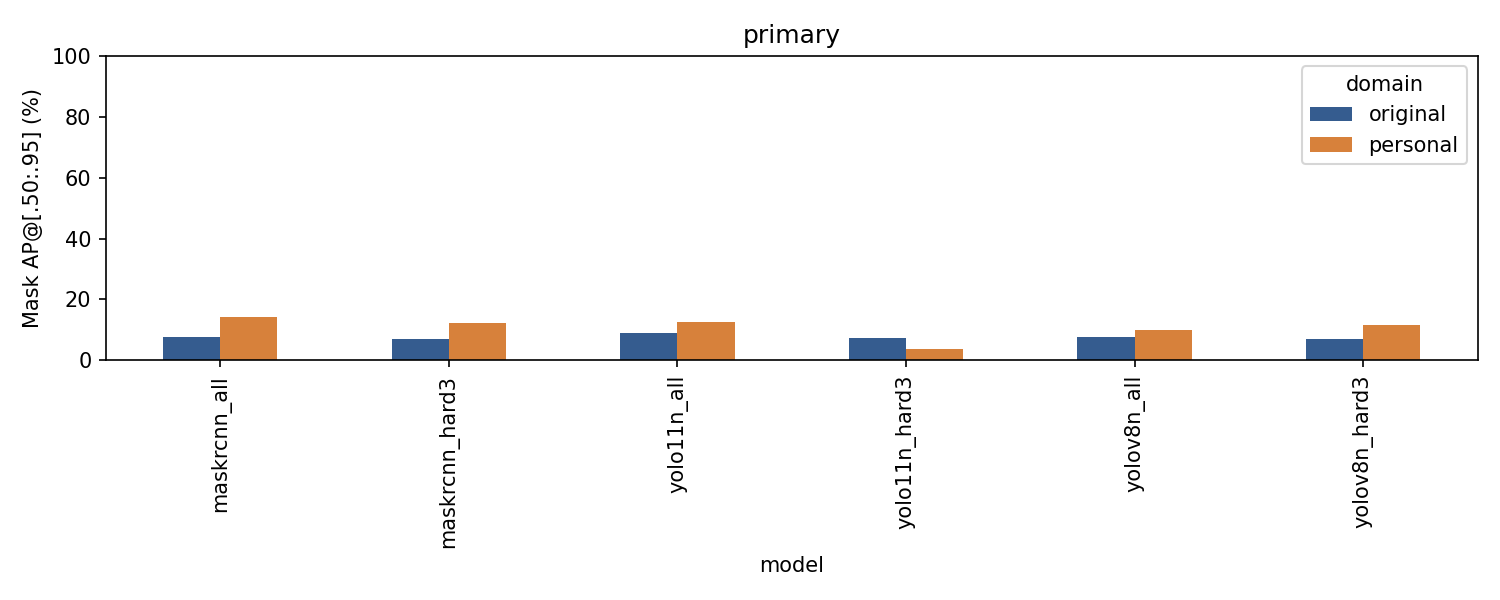 primary
Mask AP@[.50:.95] (%)
100
80
60
40
20
0
domain
original
personal
maskrcnn_all
maskrcnn_hard3
yolo11n_all
yolo11n_hard3
yolov8n_all
yolov8n_hard3
model